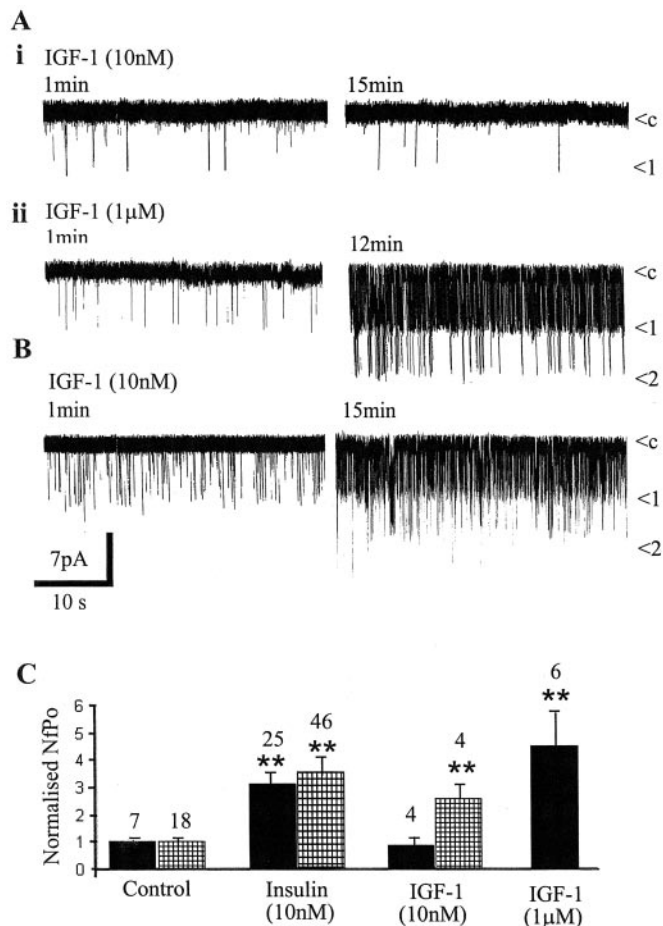 A
i IGF-1 (10nM)
1min 15min
<c
<1
ii IGF-1 (1µM)
1min 12min
<c
<1
<2
B
IGF-1 (10nM)
1min 15min
<c
<1
<2
7pA
10 s
C
Normalised NfPo
6
5
4
3
2
1
0
7 18 25 46 4 4 6
** ** ** **
Control Insulin (10nM) IGF-1 (10nM) IGF-1 (1µM)